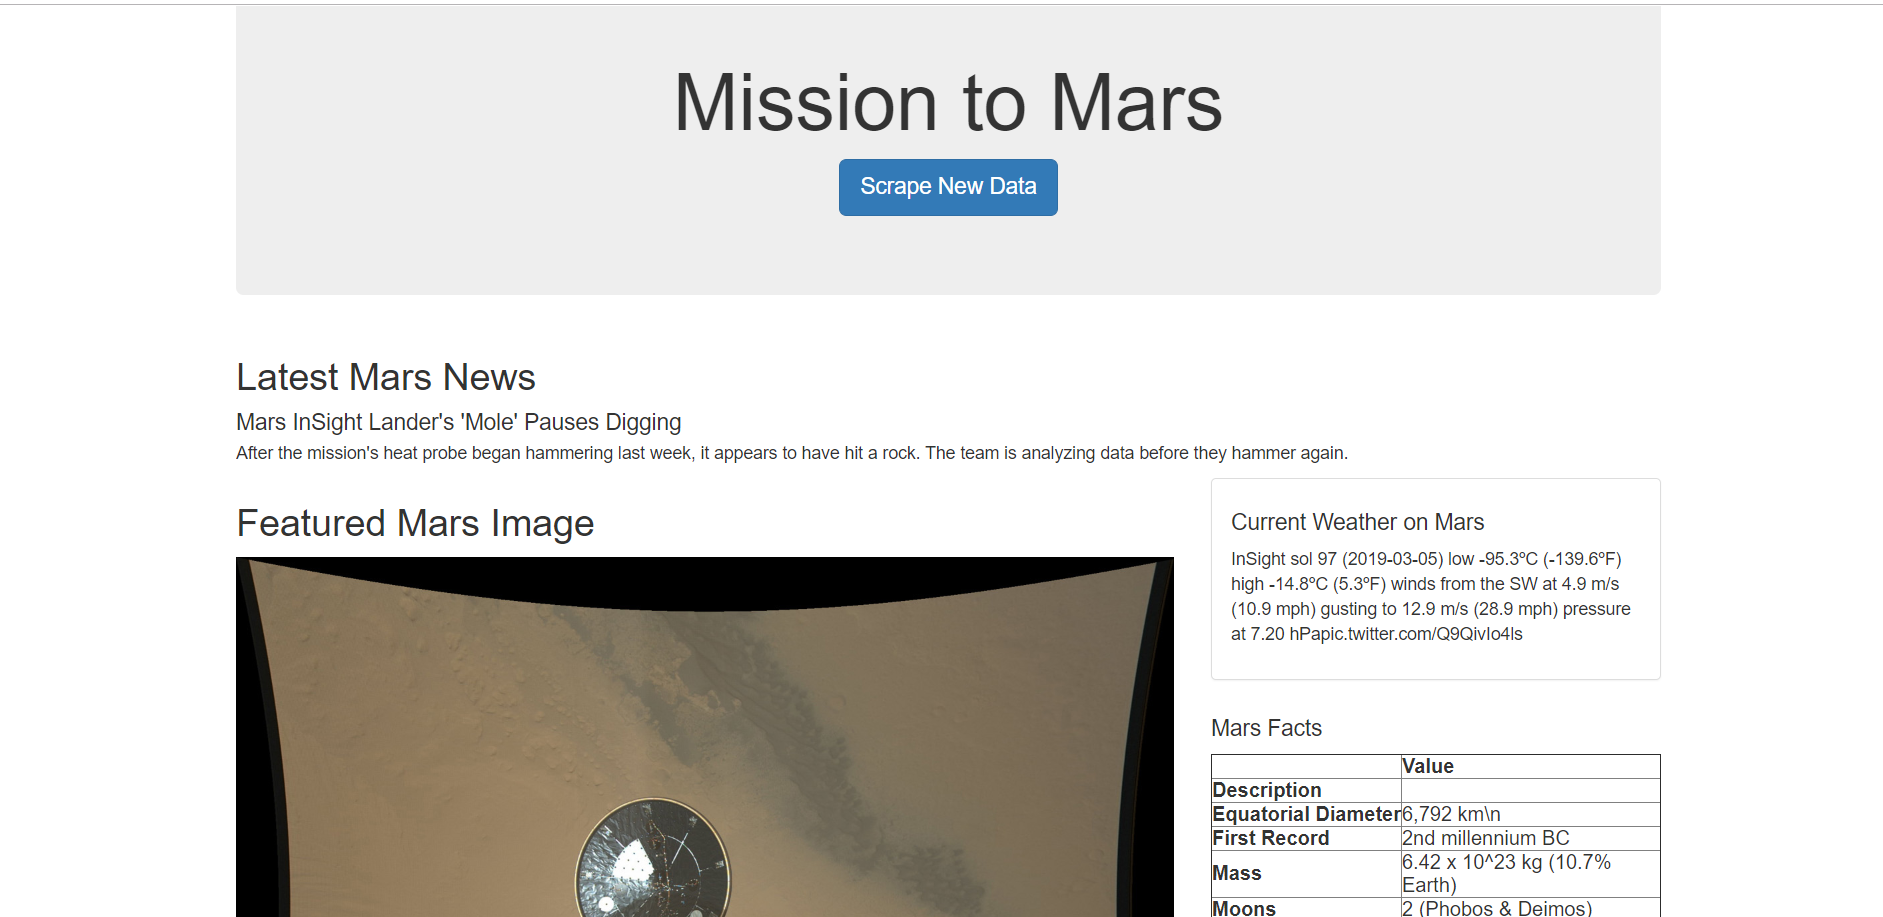 Mission to Mars
Scrape New Data
Latest Mars News
Mars InSight Lander's 'Mole' Pauses Digging
After the mission's heat probe began hammering last week, it appears to have hit a rock. The team is analyzing data before they hammer again.
Featured Mars Image
Current Weather on Mars
InSight sol 97 (2019-03-05) low -95.3ºC (-139.6ºF)
high -14.8ºC (5.3ºF) winds from the SW at 4.9 m/s
(10.9 mph) gusting to 12.9 m/s (28.9 mph) pressure
at 7.20 hPapic.twitter.com/Q9QivIo4ls
Mars Facts
Value
Description
Equatorial Diameter 6,792 km\n
First Record 2nd millennium BC
Mass 6.42 x 10^23 kg (10.7%
Earth)
Moons 2 (Phobos & Deimos)